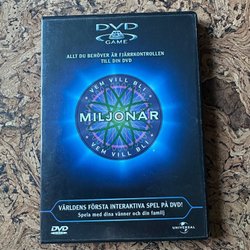 DVD
GAME
ALLT DU BEHÖVER ÄR FJÄRRKONTROLLEN
TILL DIN DVD
VEM VILL BLI
MILJONÄR
VEM VILL BLI
VÄRLDENS FÖRSTA INTERAKTIVA SPEL PÅ DVD!
Spela med dina vänner och din familj
DVD
UNIVERSAL